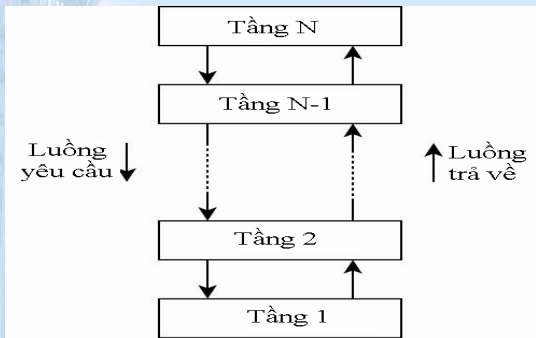 Tầng N
Tầng N-1
Luồng
yêu cầu
Luồng
trả về
Tầng 2
Tầng 1